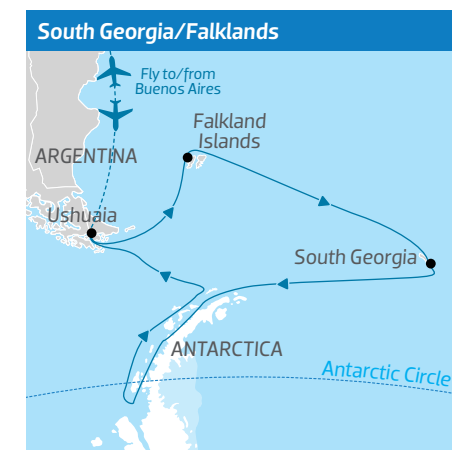 South Georgia/Falklands
Fly to/from
Buenos Aires
Falkland
Islands
ARGENTINA
Ushuaia
South Georgia
ANTARCTICA
Antarctic Circle